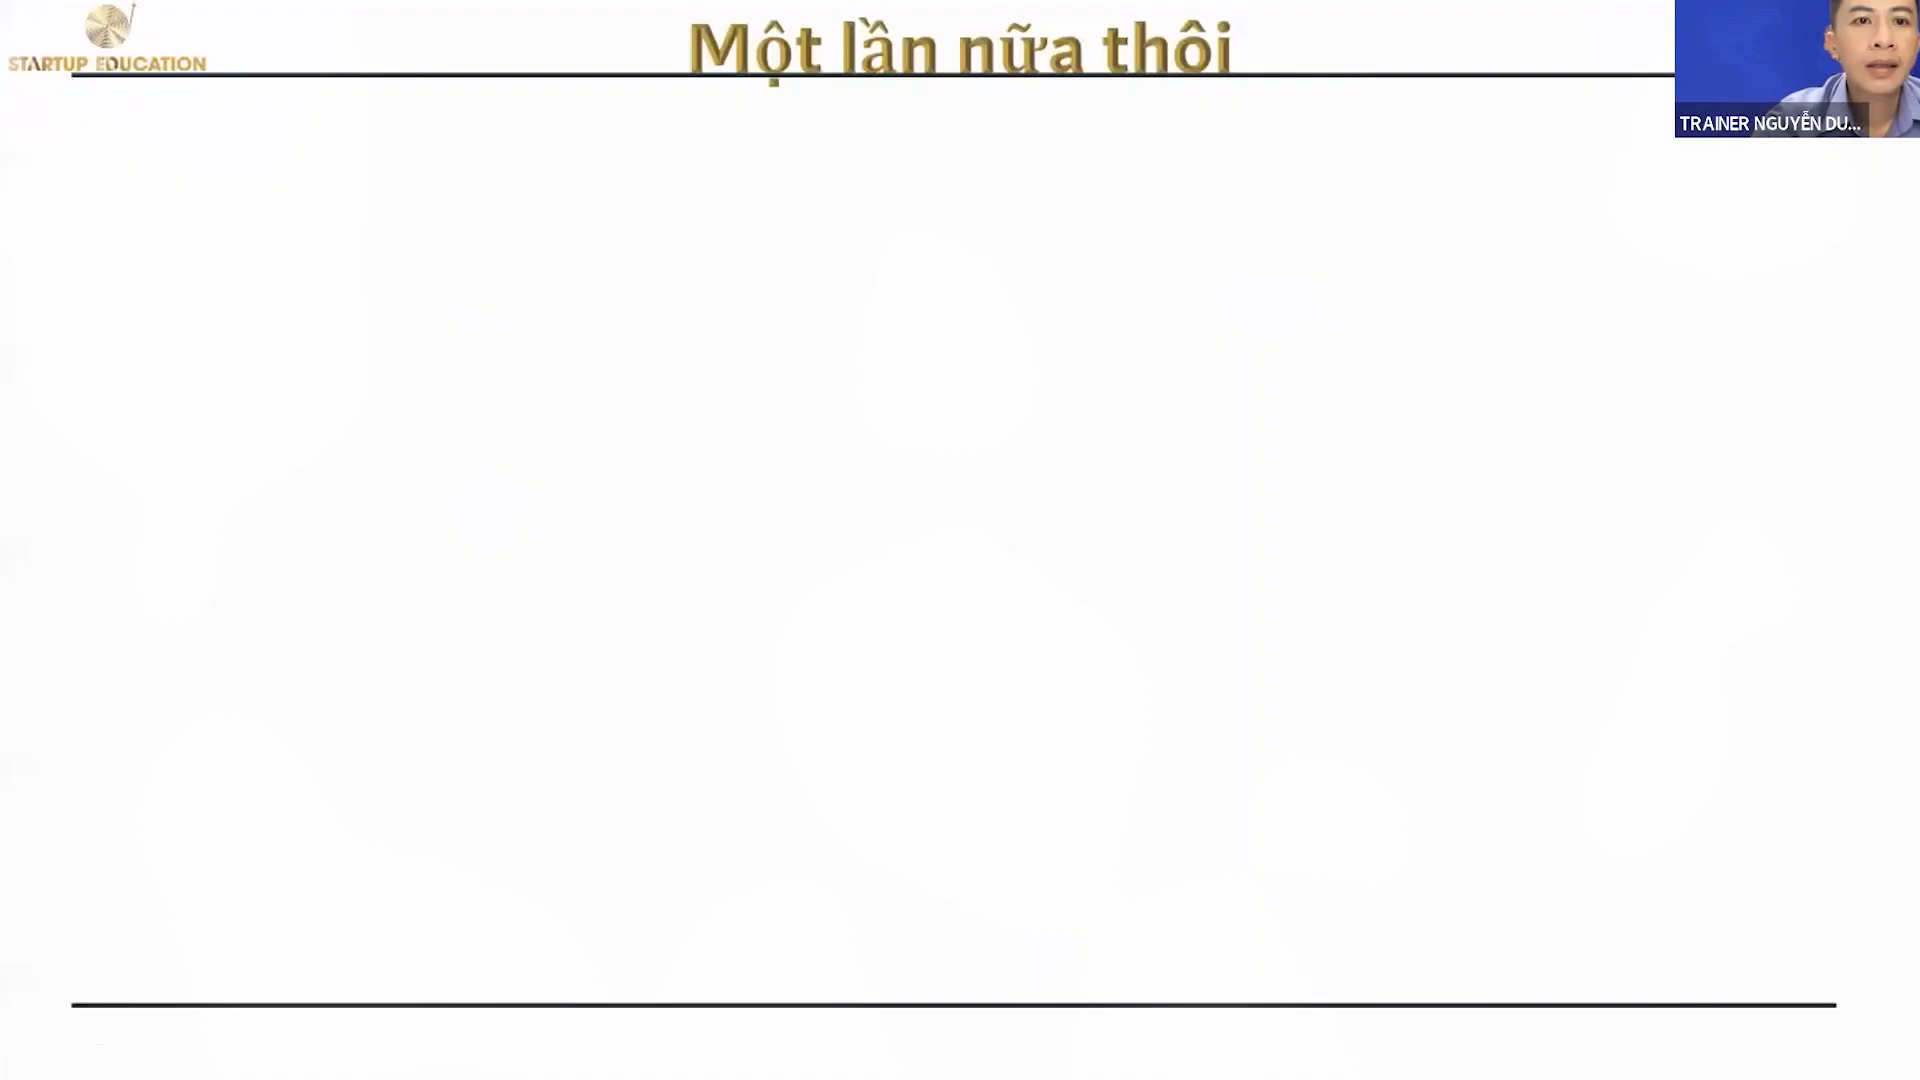 Một lần nữa thôi
STARTUP EDUCATION
TRAINER NGUYỄN DU...